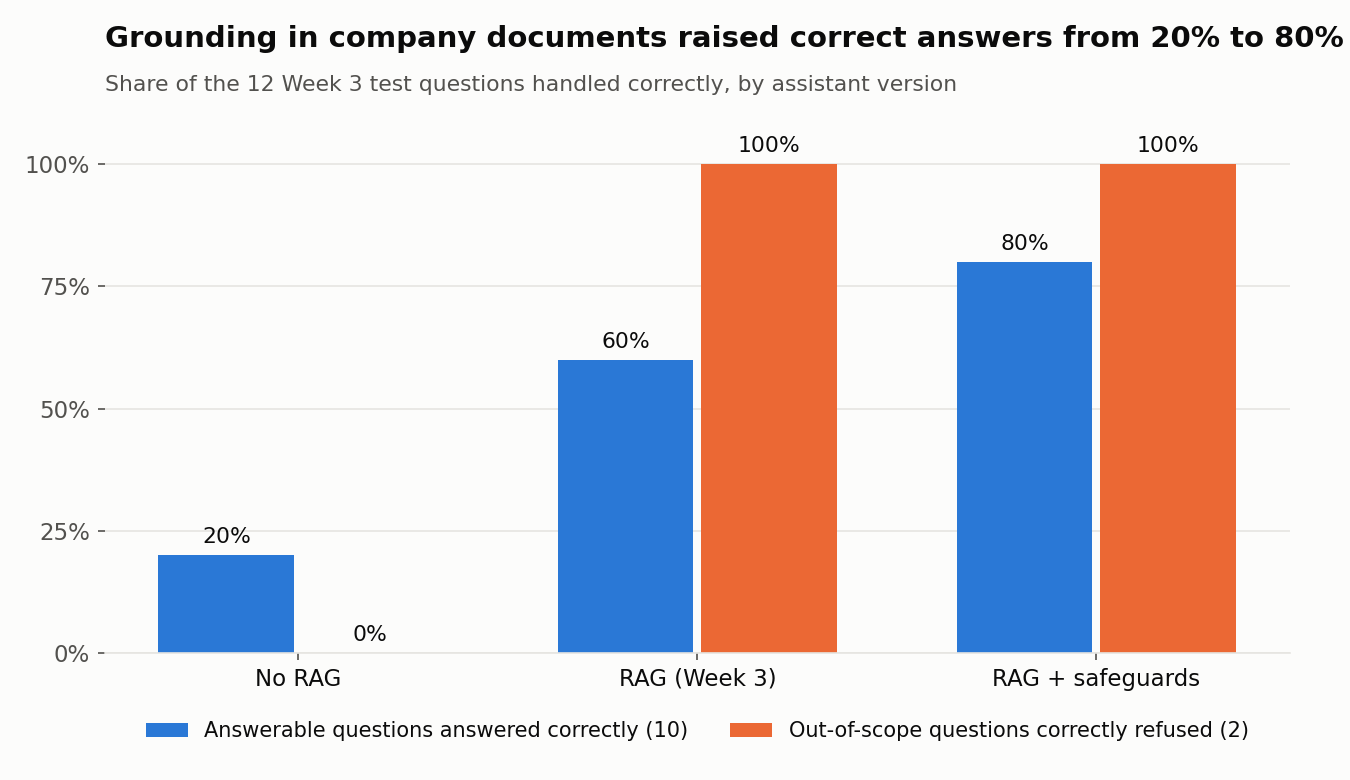 Grounding in company documents raised correct answers from 20% to 80%
Share of the 12 Week 3 test questions handled correctly, by assistant version
100%
75%
50%
25%
0%
20%
0%
60%
100%
80%
100%
No RAG
RAG (Week 3)
RAG + safeguards
Answerable questions answered correctly (10)
Out-of-scope questions correctly refused (2)